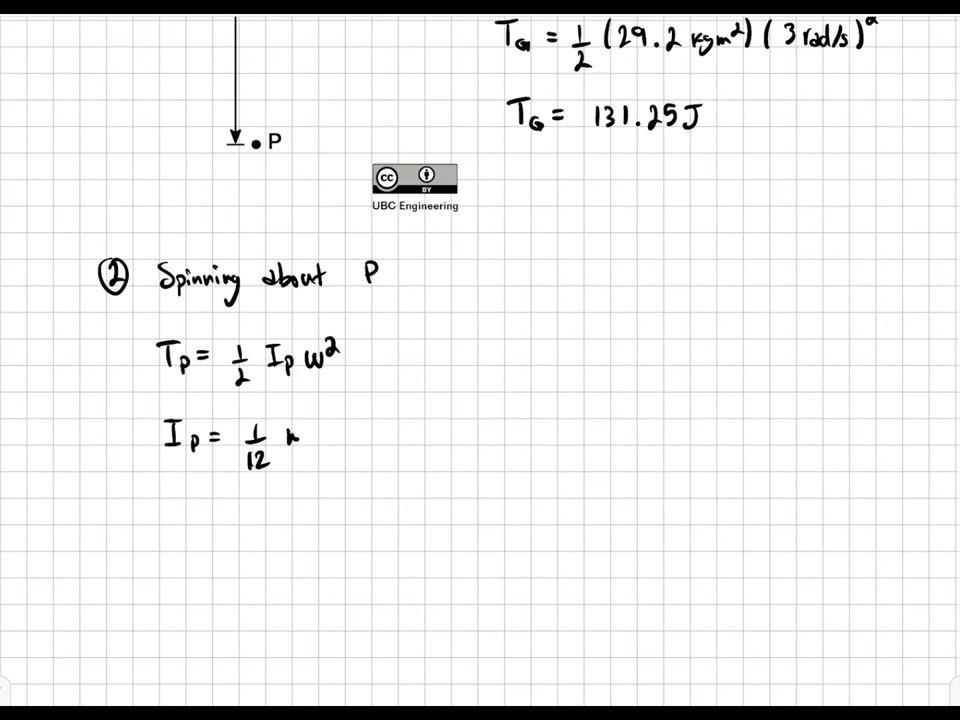 T_G = 1/2 (29.2 kgm²) (3 rad/s)²
T_G = 131.25 J
P
cc BY
UBC Engineering
② Spinning about P
T_P = 1/2 I_P ω²
I_P = 1/12